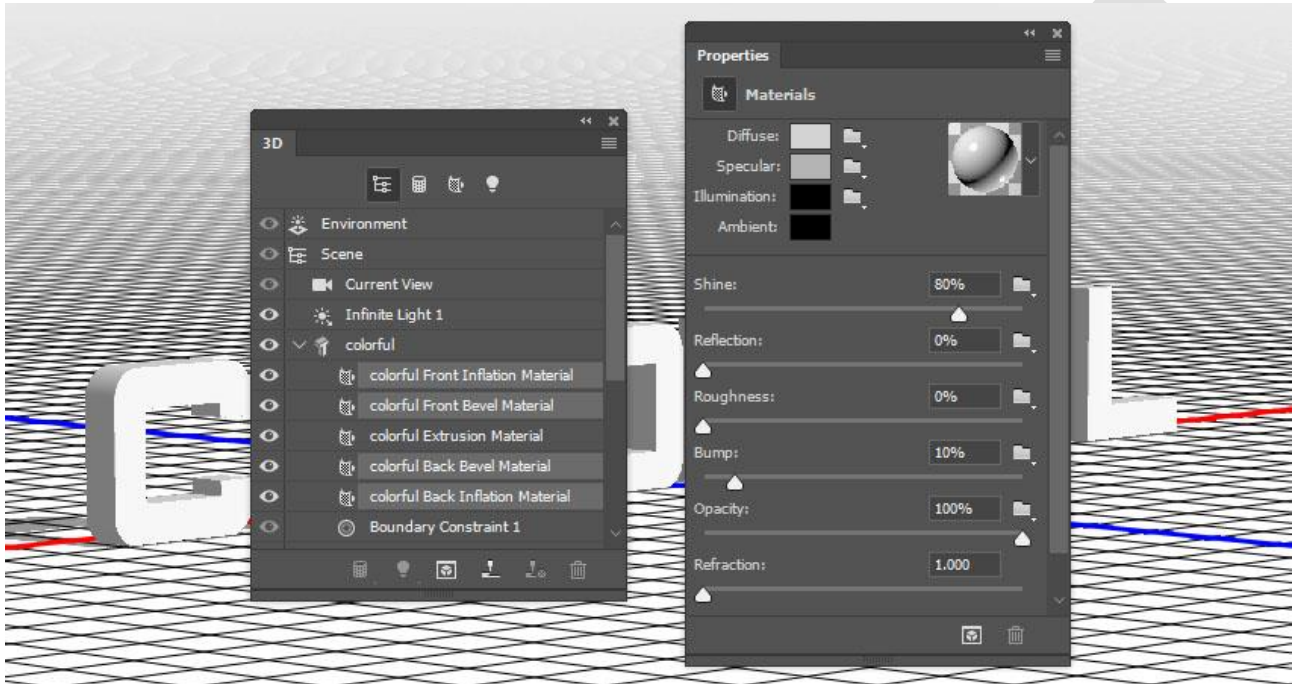 3D
Environment
Scene
Current View
Infinite Light 1
colorful
colorful Front Inflation Material
colorful Front Bevel Material
colorful Extrusion Material
colorful Back Bevel Material
colorful Back Inflation Material
Boundary Constraint 1
Properties
Materials
Diffuse:
Specular:
Illumination:
Ambient:
Shine: 80%
Reflection: 0%
Roughness: 0%
Bump: 10%
Opacity: 100%
Refraction: 1.000